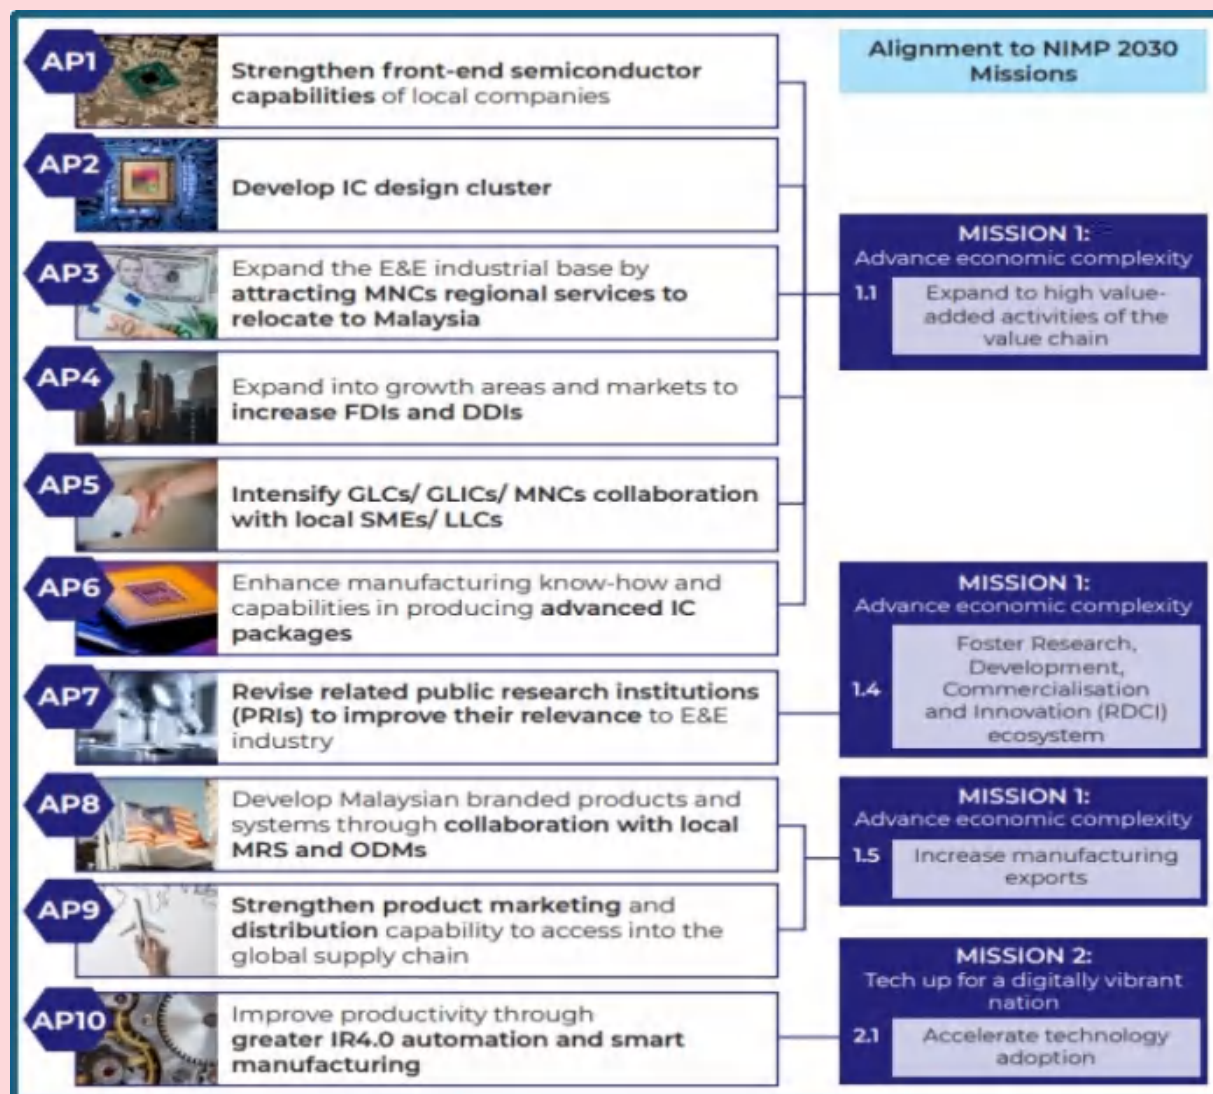 AP1
Strengthen front-end semiconductor
capabilities of local companies
AP2
Develop IC design cluster
AP3
Expand the E&E industrial base by
attracting MNCs regional services to
relocate to Malaysia
AP4
Expand into growth areas and markets to
increase FDIs and DDIs
AP5
Intensify GLCs/ GLICs/ MNCs collaboration
with local SMEs/ LLCs
AP6
Enhance manufacturing know-how and
capabilities in producing advanced IC
packages
AP7
Revise related public research institutions
(PRIs) to improve their relevance to E&E
industry
AP8
Develop Malaysian branded products and
systems through collaboration with local
MRS and ODMs
AP9
Strengthen product marketing and
distribution capability to access into the
global supply chain
AP10
Improve productivity through
greater IR4.0 automation and smart
manufacturing
Alignment to NIMP 2030
Missions
MISSION 1:
Advance economic complexity
1.1
Expand to high value-
added activities of the
value chain
MISSION 1:
Advance economic complexity
1.4
Foster Research,
Development,
Commercialisation
and Innovation (RDCI)
ecosystem
MISSION 1:
Advance economic complexity
1.5
Increase manufacturing
exports
MISSION 2:
Tech up for a digitally vibrant
nation
2.1
Accelerate technology
adoption